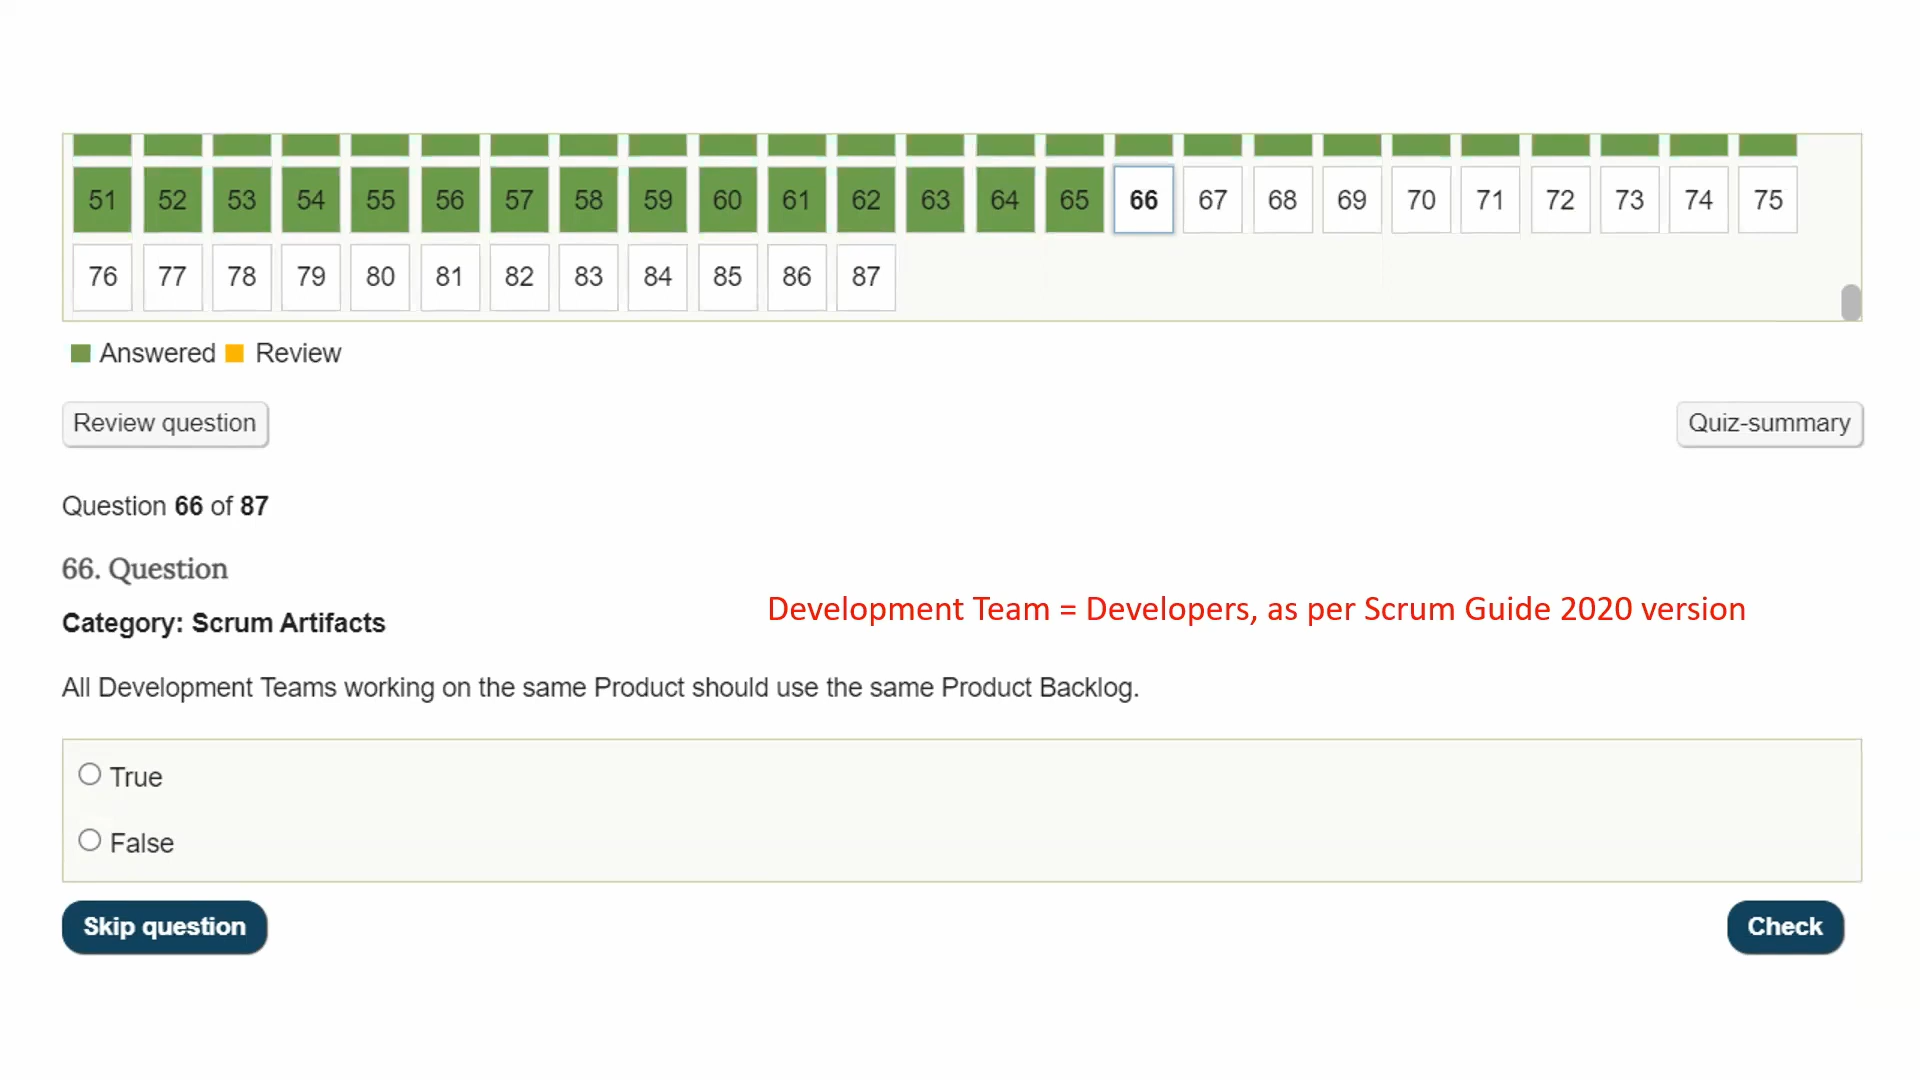 51 52 53 54 55 56 57 58 59 60 61 62 63 64 65 66 67 68 69 70 71 72 73 74 75
76 77 78 79 80 81 82 83 84 85 86 87
Answered Review
Review question Quiz-summary
Question 66 of 87
66. Question
Development Team = Developers, as per Scrum Guide 2020 version
Category: Scrum Artifacts
All Development Teams working on the same Product should use the same Product Backlog.
True
False
Skip question Check